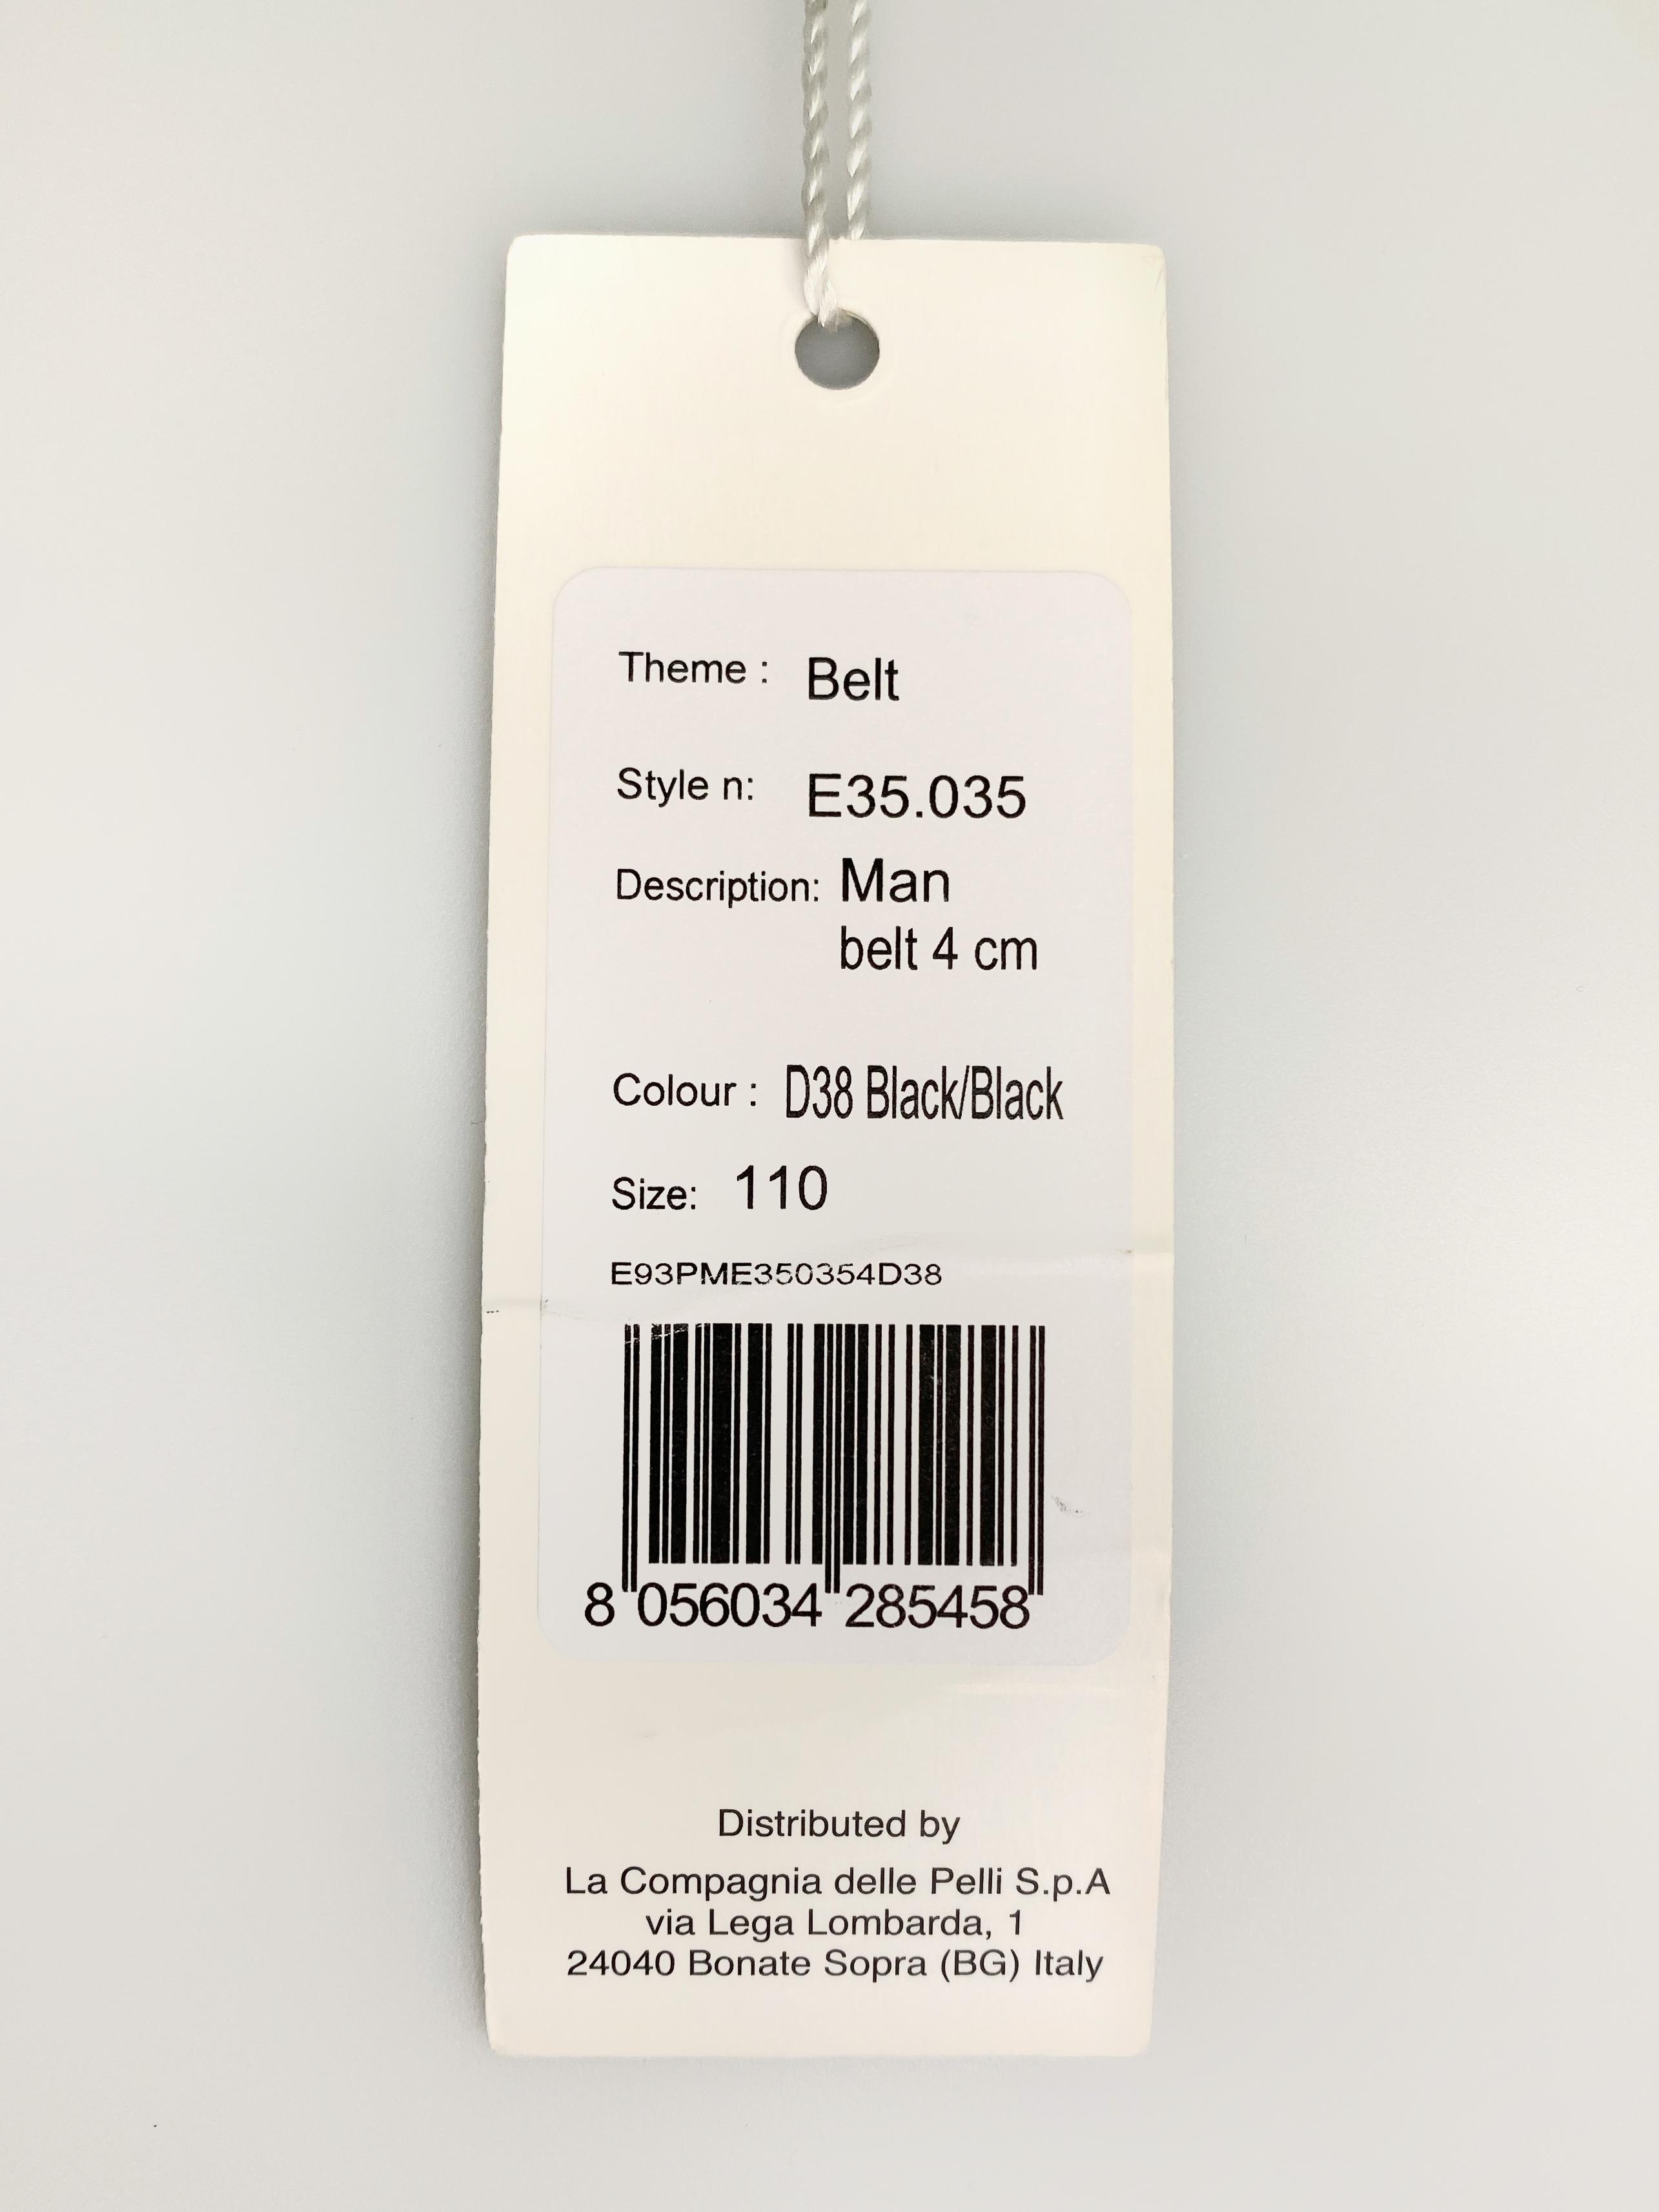 Theme : Belt
Style n: E35.035
Description: Man
belt 4 cm
Colour : D38 Black/Black
Size: 110
E93PME350354D38
8 056034 285458
Distributed by
La Compagnia delle Pelli S.p.A
via Lega Lombarda, 1
24040 Bonate Sopra (BG) Italy